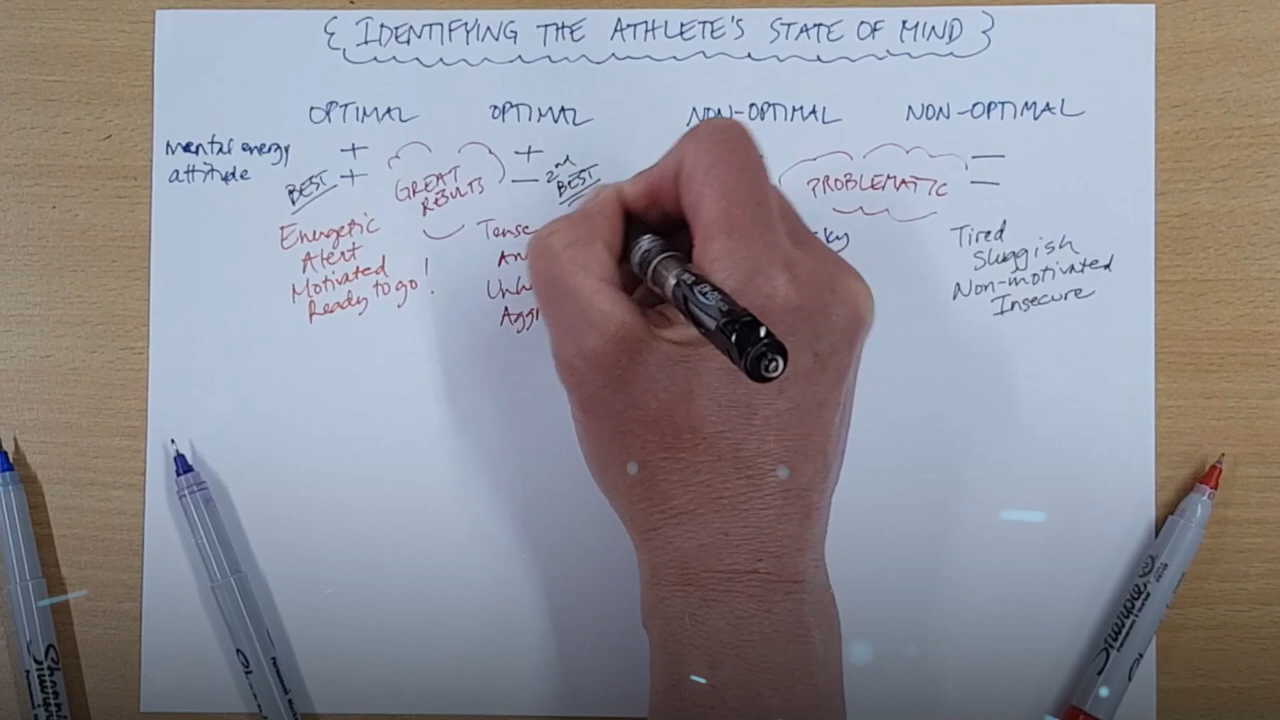 { IDENTIFYING THE ATHLETE'S STATE OF MIND }
OPTIMAL OPTIMAL NON-OPTIMAL NON-OPTIMAL
mental energy + + —
attitude + — —
BEST
GREAT
RESULTS
2nd
BEST
PROBLEMATIC
Energetic
Alert
Motivated
Ready to go!
Tense
Tired
Sluggish
Non-motivated
Insecure
Sharpie